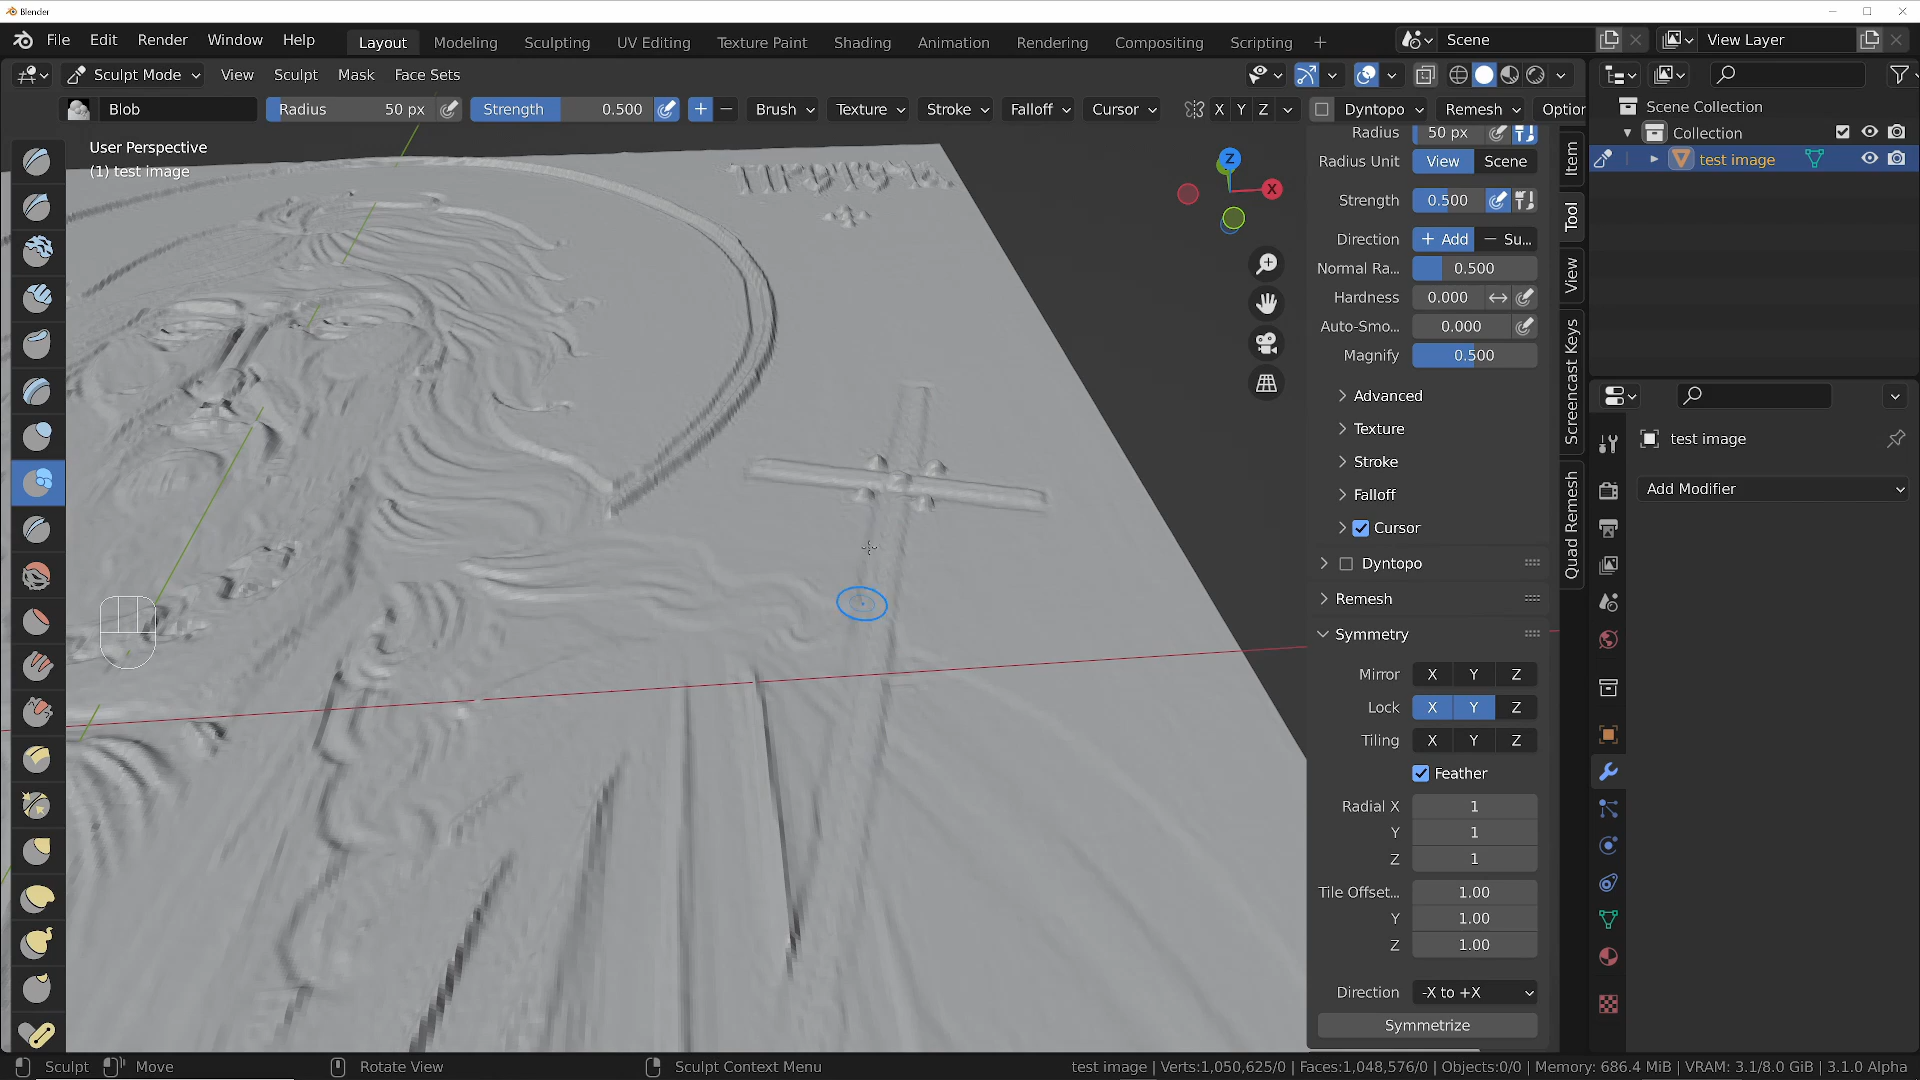 Blender
File Edit Render Window Help Layout Modeling Sculpting UV Editing Texture Paint Shading Animation Rendering Compositing Scripting + Scene View Layer
Sculpt Mode View Sculpt Mask Face Sets
Blob Radius 50 px Strength 0.500 Brush Texture Stroke Falloff Cursor X Y Z Dyntopo Remesh Option
User Perspective
(1) test image
Z
X
Radius 50 px
Radius Unit View Scene
Strength 0.500
Direction + Add − Su...
Normal Ra... 0.500
Hardness 0.000
Auto-Smo... 0.000
Magnify 0.500
Advanced
Texture
Stroke
Falloff
Cursor
Dyntopo
Remesh
Symmetry
Mirror X Y Z
Lock X Y Z
Tiling X Y Z
Feather
Radial X 1
Y 1
Z 1
Tile Offset... 1.00
Y 1.00
Z 1.00
Direction -X to +X
Symmetrize
Item
Tool
View
Screencast Keys
Quad Remesh
Scene Collection
Collection
test image
test image
Add Modifier
Sculpt Move Rotate View Sculpt Context Menu test image | Verts:1,050,625/0 | Faces:1,048,576/0 | Objects:0/0 | Memory: 686.4 MiB | VRAM: 3.1/8.0 GiB | 3.1.0 Alpha